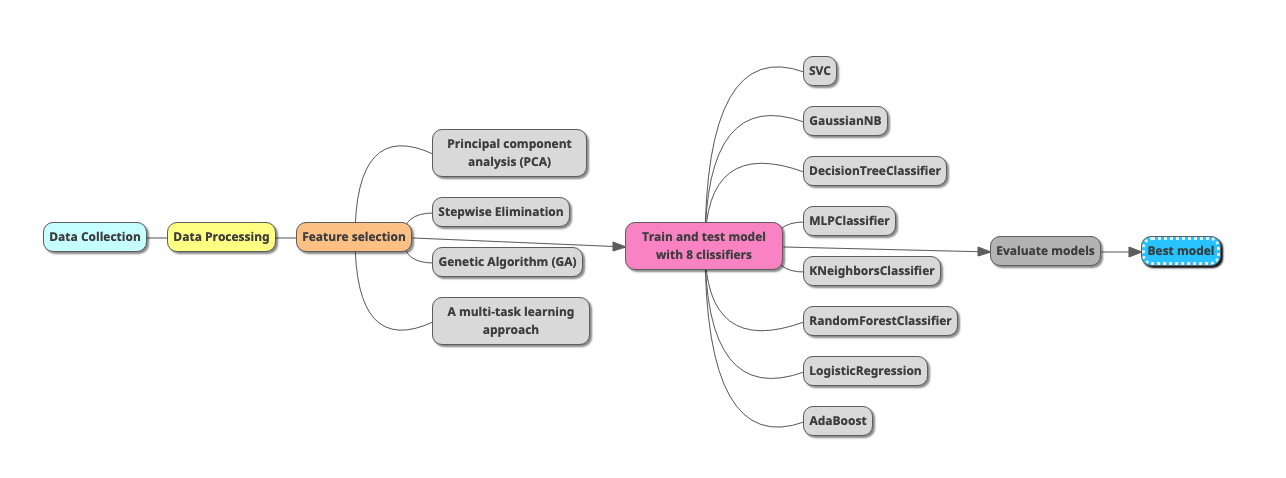 Data Collection
Data Processing
Feature selection
Principal component
analysis (PCA)
Stepwise Elimination
Genetic Algorithm (GA)
A multi-task learning
approach
Train and test model
with 8 clissifiers
SVC
GaussianNB
DecisionTreeClassifier
MLPClassifier
KNeighborsClassifier
RandomForestClassifier
LogisticRegression
AdaBoost
Evaluate models
Best model